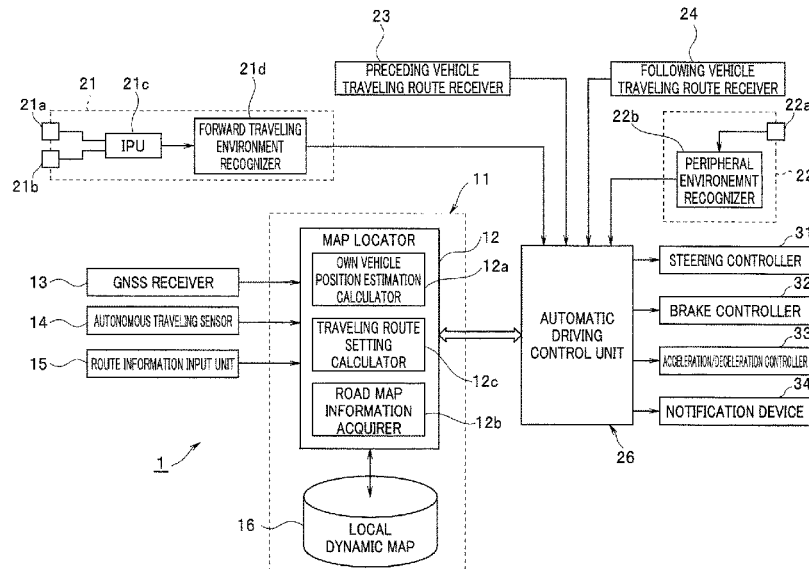 23
24
PRECEDING VEHICLE
TRAVELING ROUTE RECEIVER
FOLLOWING VEHICLE
TRAVELING ROUTE RECEIVER
21
21c
21d
21a
21b
IPU
FORWARD TRAVELING
ENVIRONMENT
RECOGNIZER
22a
22b
22
PERIPHERAL
ENVIRONEMNT
RECOGNIZER
11
MAP LOCATOR
12
OWN VEHICLE
POSITION ESTIMATION
CALCULATOR
12a
13
GNSS RECEIVER
14
AUTONOMOUS TRAVELING SENSOR
15
ROUTE INFORMATION INPUT UNIT
TRAVELING ROUTE
SETTING
CALCULATOR
12c
ROAD MAP
INFORMATION
ACQUIRER
12b
AUTOMATIC
DRIVING
CONTROL UNIT
26
31
STEERING CONTROLLER
32
BRAKE CONTROLLER
33
ACCELERATION/DECELERATION CONTROLLER
34
NOTIFICATION DEVICE
1
16
LOCAL
DYNAMIC MAP